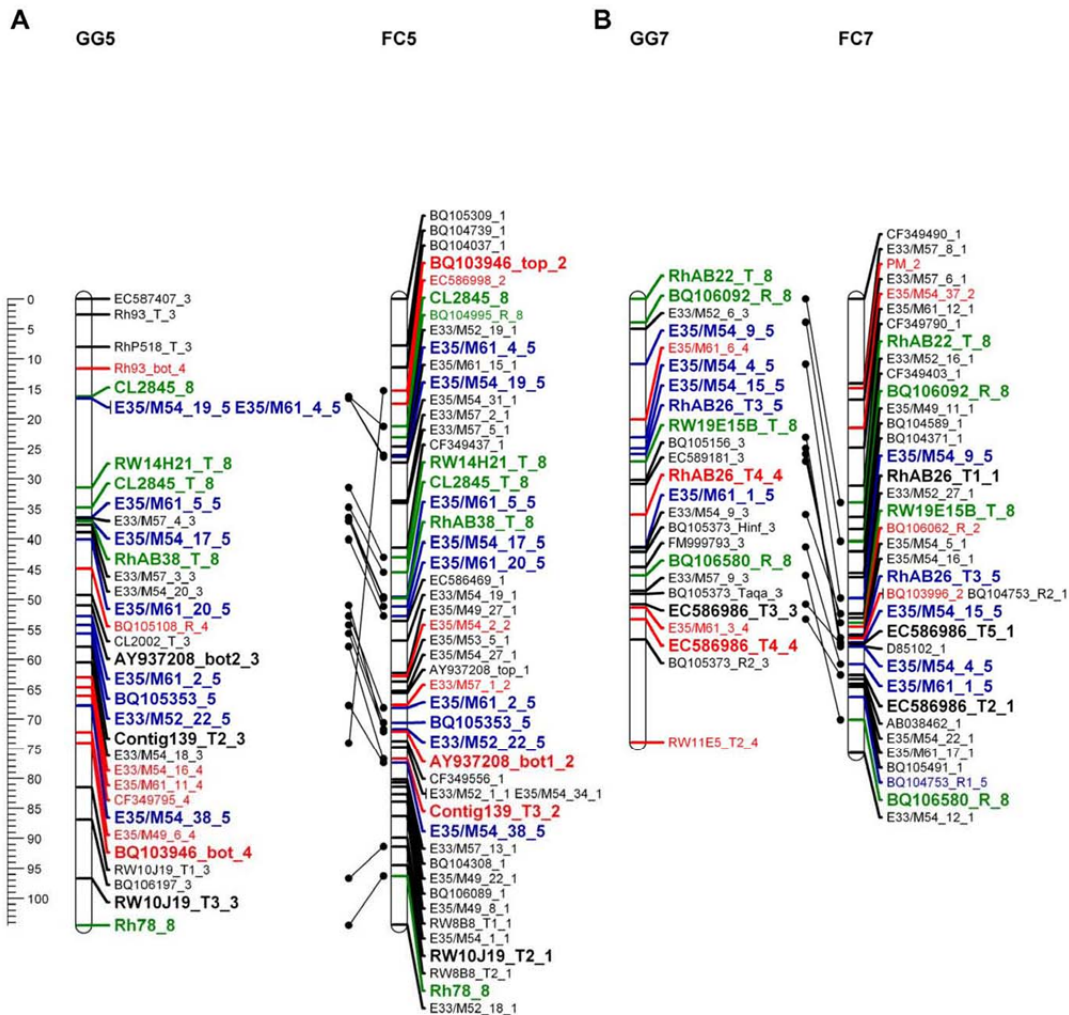 A
B
GG5
FC5
GG7
FC7
0
5
10
15
20
25
30
35
40
45
50
55
60
65
70
75
80
85
90
95
100
EC587407_3
Rh93_T_3
RhP518_T_3
Rh93_bot_4
CL2845_8
E35/M54_19_5 E35/M61_4_5
RW14H21_T_8
CL2845_T_8
E35/M61_5_5
E33/M57_4_3
E35/M54_17_5
RhAB38_T_8
E33/M57_3_3
E33/M54_20_3
E35/M61_20_5
BQ105108_R_4
CL2002_T_3
AY937208_bot2_3
E35/M61_2_5
BQ105353_5
E33/M52_22_5
Contig139_T2_3
E33/M54_18_3
E33/M54_16_4
E35/M61_11_4
CF349795_4
E35/M54_38_5
E35/M49_6_4
BQ103946_bot_4
RW10J19_T1_3
BQ106197_3
RW10J19_T3_3
Rh78_8
BQ105309_1
BQ104739_1
BQ104037_1
BQ103946_top_2
EC586998_2
CL2845_8
BQ104995_R_8
E33/M52_19_1
E35/M61_4_5
E35/M61_15_1
E35/M54_19_5
E35/M54_31_1
E33/M57_2_1
E33/M57_5_1
CF349437_1
RW14H21_T_8
CL2845_T_8
E35/M61_5_5
RhAB38_T_8
E35/M54_17_5
E35/M61_20_5
EC586469_1
E33/M54_19_1
E35/M49_27_1
E35/M54_2_2
E35/M53_5_1
E35/M54_27_1
AY937208_top_1
E33/M57_1_2
E35/M61_2_5
BQ105353_5
E33/M52_22_5
AY937208_bot1_2
CF349556_1
E33/M52_1_1 E35/M54_34_1
Contig139_T3_2
E35/M54_38_5
E33/M57_13_1
BQ104308_1
E35/M49_22_1
BQ106089_1
E35/M49_8_1
RW8B8_T1_1
E35/M54_1_1
RW10J19_T2_1
RW8B8_T2_1
Rh78_8
E33/M52_18_1
RhAB22_T_8
BQ106092_R_8
E33/M52_6_3
E35/M54_9_5
E35/M61_6_4
E35/M54_4_5
E35/M54_15_5
RhAB26_T3_5
RW19E15B_T_8
BQ105156_3
EC589181_3
RhAB26_T4_4
E35/M61_1_5
E33/M54_9_3
BQ105373_Hinf_3
FM999793_3
BQ106580_R_8
E33/M57_9_3
BQ105373_Taqa_3
EC586986_T3_3
E35/M61_3_4
EC586986_T4_4
BQ105373_R2_3
RW11E5_T2_4
CF349490_1
E33/M57_8_1
PM_2
E33/M57_6_1
E35/M54_37_2
E35/M61_12_1
CF349790_1
RhAB22_T_8
E33/M52_16_1
CF349403_1
BQ106092_R_8
E35/M49_11_1
BQ104589_1
BQ104371_1
E35/M54_9_5
RhAB26_T1_1
E33/M52_27_1
RW19E15B_T_8
BQ106062_R_2
E35/M54_5_1
E35/M54_16_1
RhAB26_T3_5
BQ103996_2 BQ104753_R2_1
E35/M54_15_5
EC586986_T5_1
D85102_1
E35/M54_4_5
E35/M61_1_5
EC586986_T2_1
AB038462_1
E35/M54_22_1
E35/M61_17_1
BQ105491_1
BQ104753_R1_5
BQ106580_R_8
E33/M54_12_1